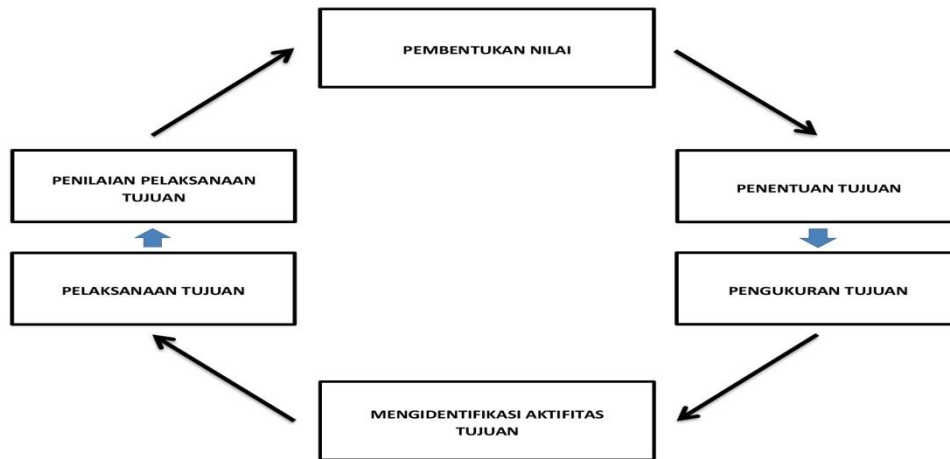 PEMBENTUKAN NILAI
PENILAIAN PELAKSANAAN
TUJUAN
PENENTUAN TUJUAN
PELAKSANAAN TUJUAN
PENGUKURAN TUJUAN
MENGIDENTIFIKASI AKTIFITAS
TUJUAN